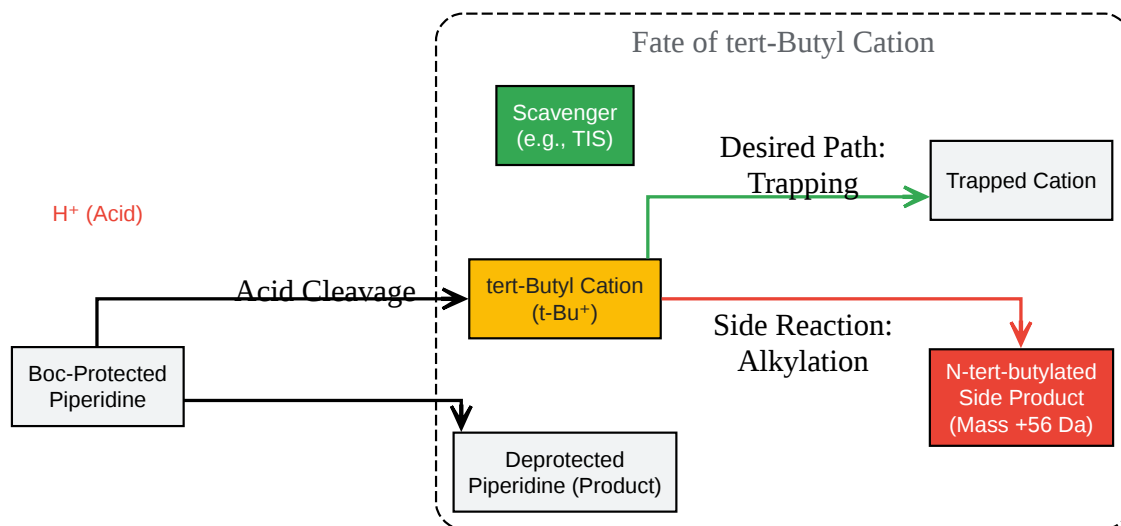 Fate of tert-Butyl Cation
Scavenger
(e.g., TIS)
Desired Path:
Trapping
Trapped Cation
H⁺ (Acid)
Acid Cleavage
tert-Butyl Cation
(t-Bu⁺)
Side Reaction:
Alkylation
Boc-Protected
Piperidine
N-tert-butylated
Side Product
(Mass +56 Da)
Deprotected
Piperidine (Product)